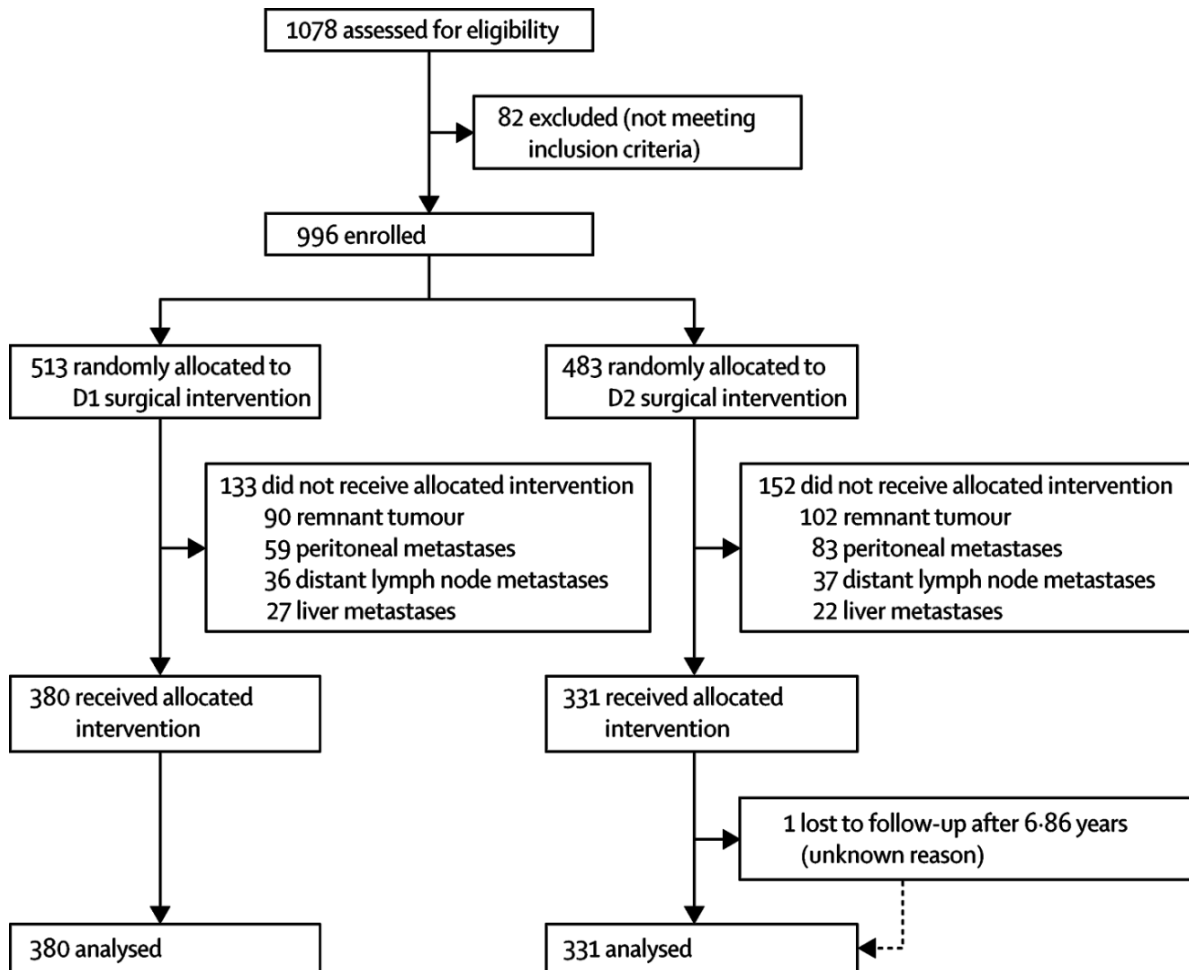 1078 assessed for eligibility
82 excluded (not meeting
inclusion criteria)
996 enrolled
513 randomly allocated to
D1 surgical intervention
483 randomly allocated to
D2 surgical intervention
133 did not receive allocated intervention
90 remnant tumour
59 peritoneal metastases
36 distant lymph node metastases
27 liver metastases
152 did not receive allocated intervention
102 remnant tumour
83 peritoneal metastases
37 distant lymph node metastases
22 liver metastases
380 received allocated
intervention
331 received allocated
intervention
1 lost to follow-up after 6·86 years
(unknown reason)
380 analysed
331 analysed